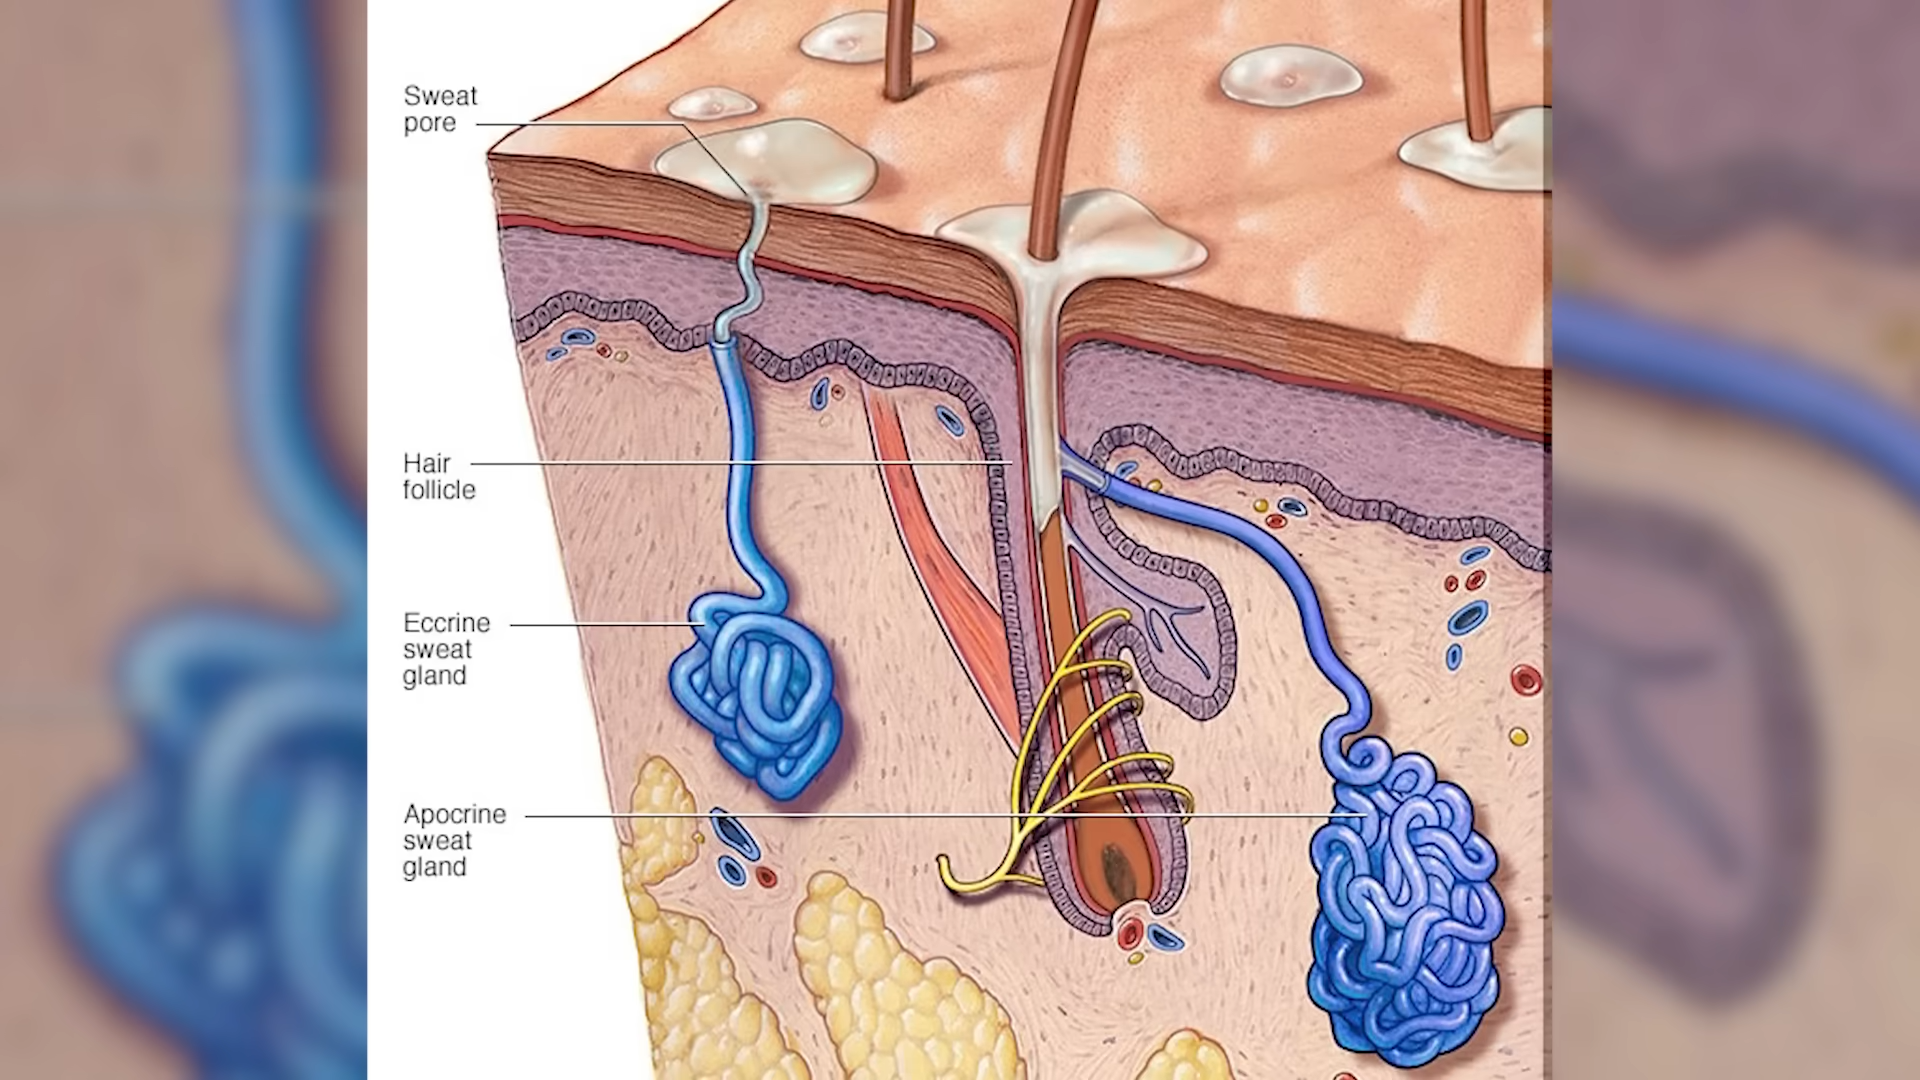 Sweat
pore
Hair
follicle
Eccrine
sweat
gland
Apocrine
sweat
gland